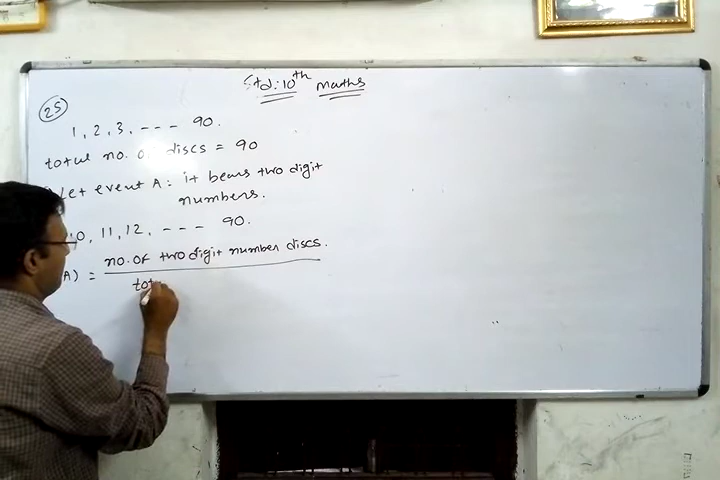 Std: 10th maths
25
1, 2, 3, --- 90.
total no. of discs = 90
Let event A: it bears two digit
numbers.
10, 11, 12, --- 90.
A) = no. of two digit number discs.
tot